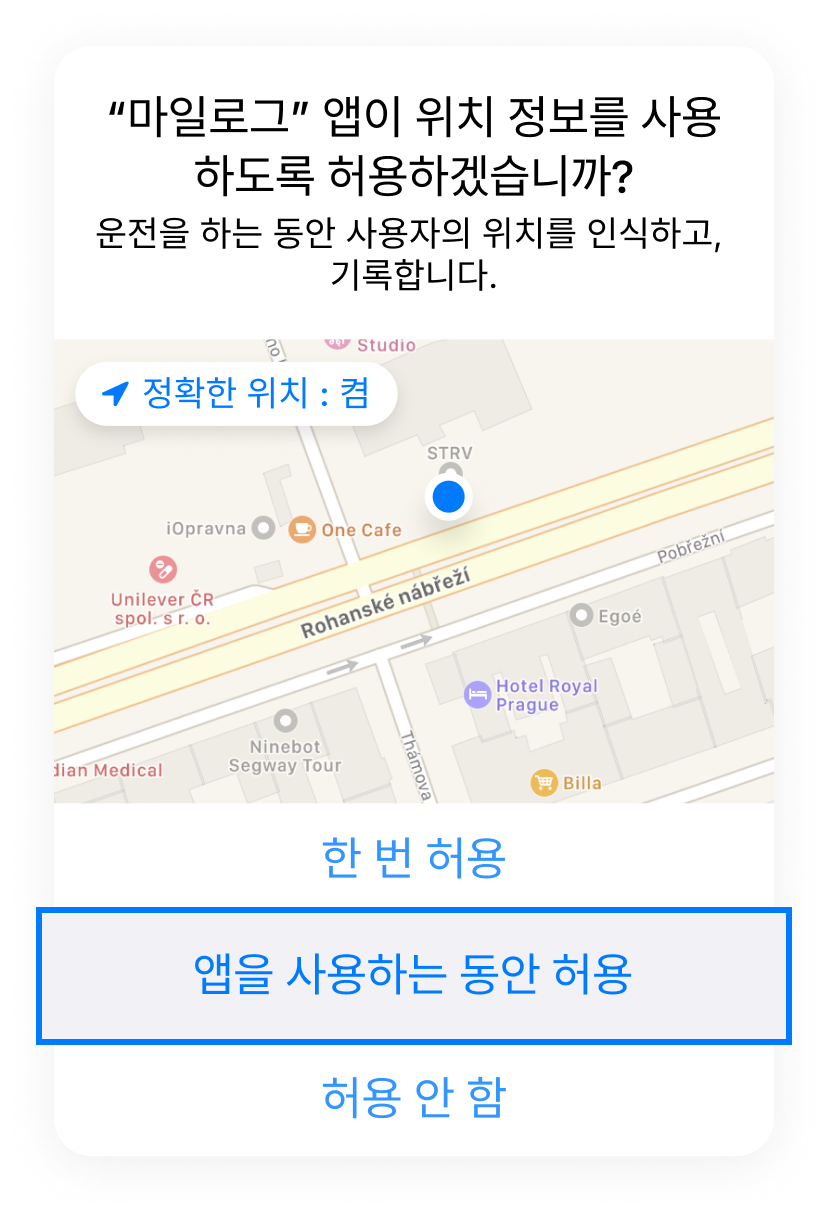 “마일로그” 앱이 위치 정보를 사용
하도록 허용하겠습니까?
운전을 하는 동안 사용자의 위치를 인식하고,
기록합니다.
Studio
정확한 위치 : 켬
STRV
iOpravna
One Cafe
Pobřežní
Unilever ČR
spol. s r. o.
Rohanské nábřeží
Egoé
Hotel Royal
Prague
Ninebot
Segway Tour
Thámova
dian Medical
Billa
한 번 허용
앱을 사용하는 동안 허용
허용 안 함